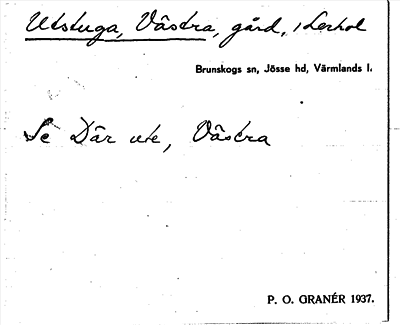 Utstuga, Västra, gård, i Lerhol
Brunskogs sn, Jösse hd, Värmlands l.
Se Där ute, Västra
P. O. GRANÉR 1937.